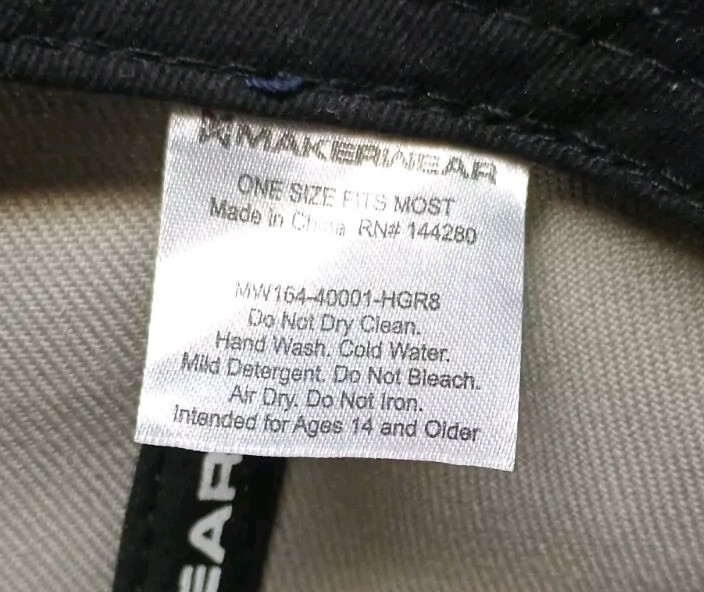 MAKERWEAR
ONE SIZE FITS MOST
Made in China RN# 144280
MW164-40001-HGR8
Do Not Dry Clean.
Hand Wash. Cold Water.
Mild Detergent. Do Not Bleach.
Air Dry. Do Not Iron.
Intended for Ages 14 and Older
EAR